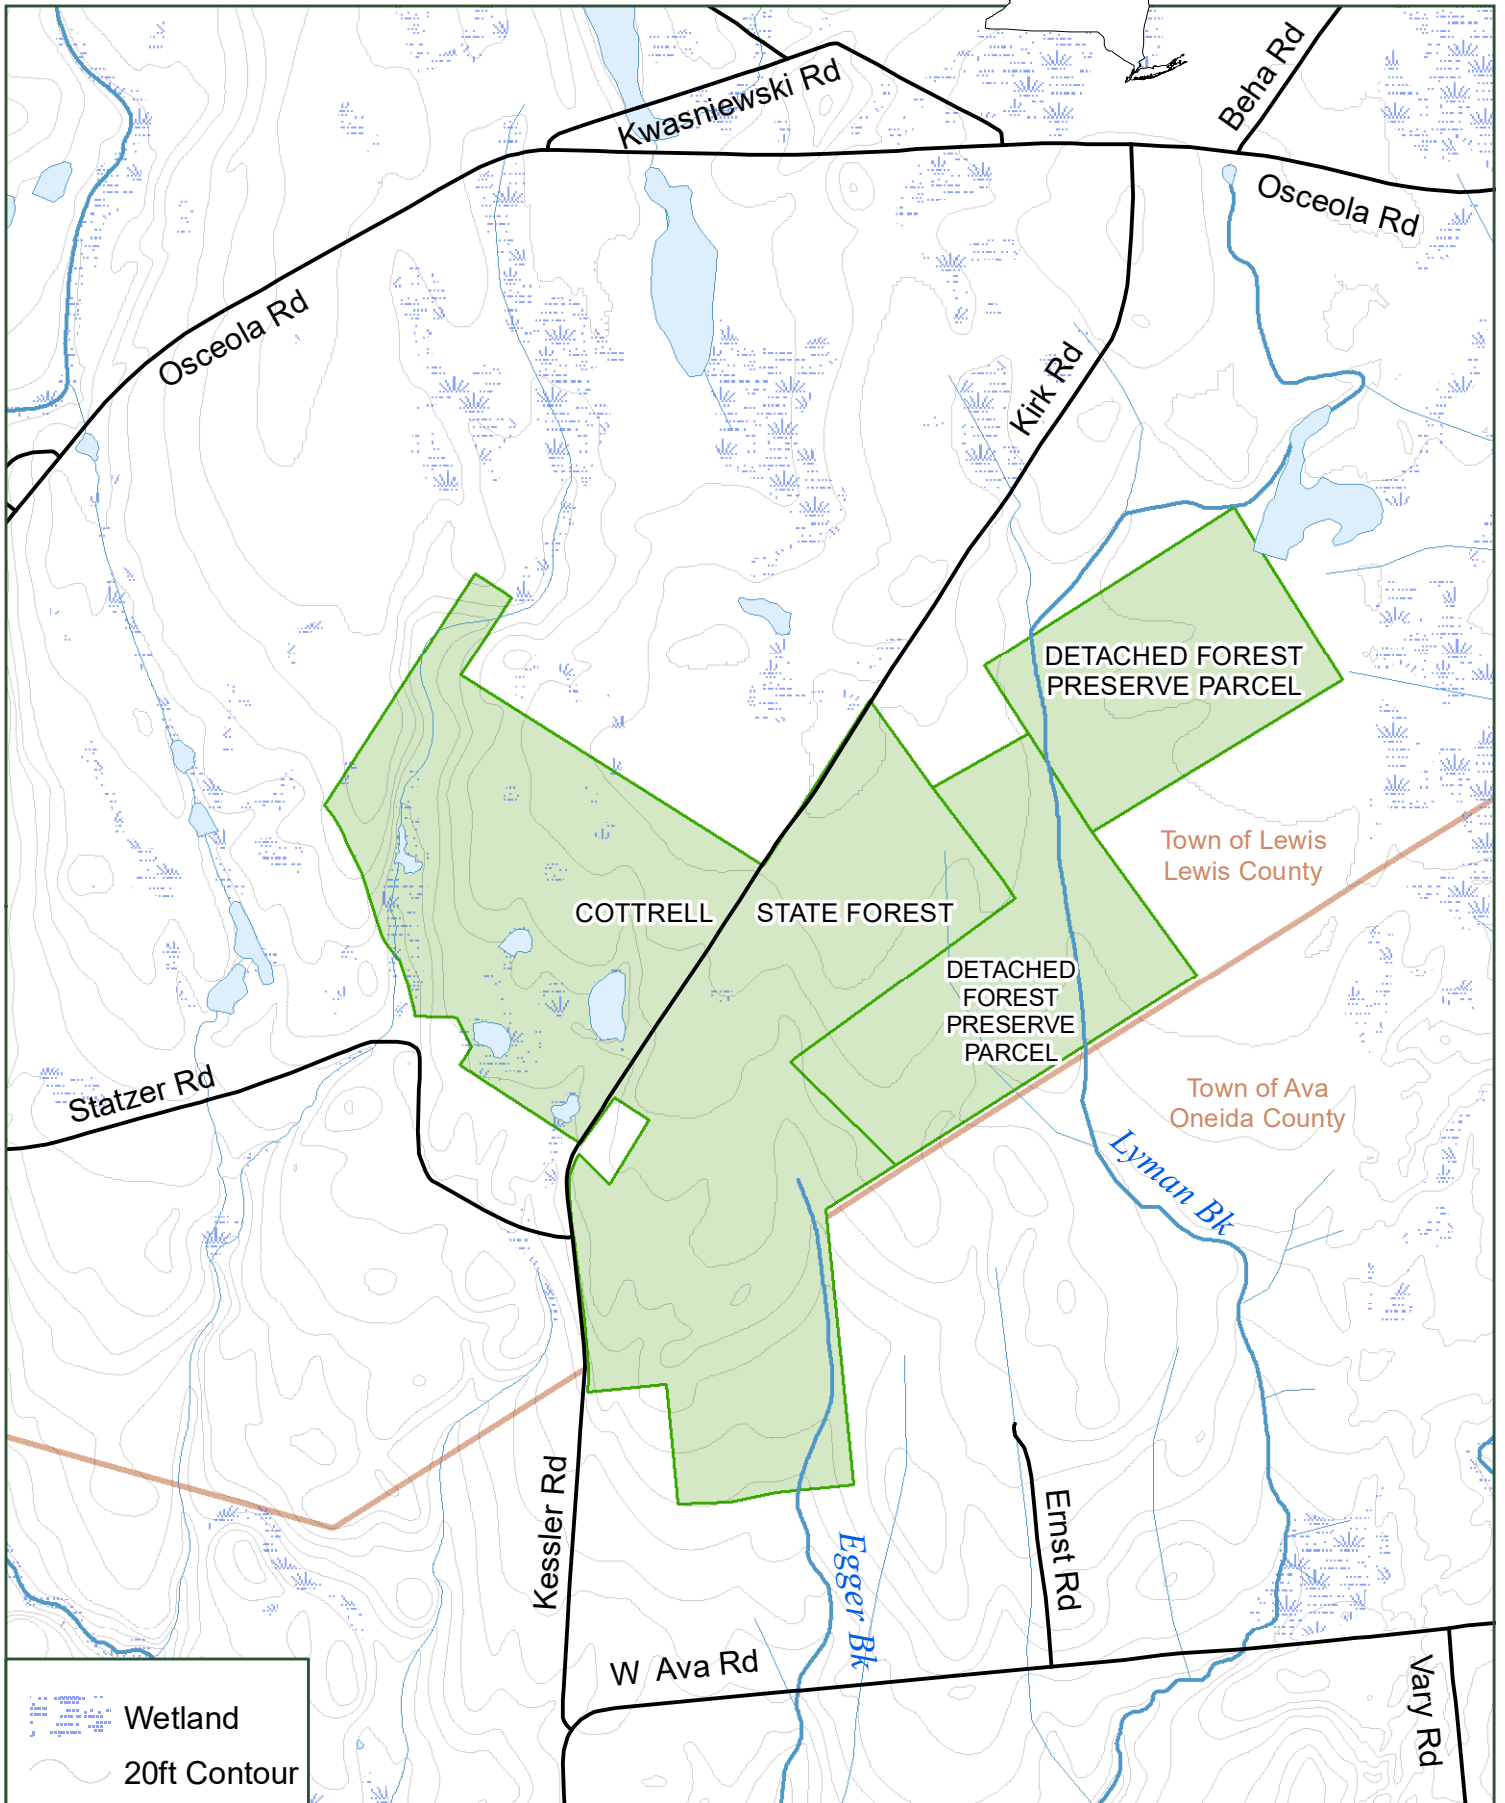 Kwasniewski Rd
Beha Rd
Osceola Rd
Osceola Rd
Kirk Rd
DETACHED FOREST
PRESERVE PARCEL
Town of Lewis
Lewis County
COTTRELL
STATE FOREST
DETACHED
FOREST
PRESERVE
PARCEL
Statzer Rd
Town of Ava
Oneida County
Lyman Bk
Kessler Rd
Ernst Rd
Egger Bk
W Ava Rd
Vary Rd
Wetland
20ft Contour